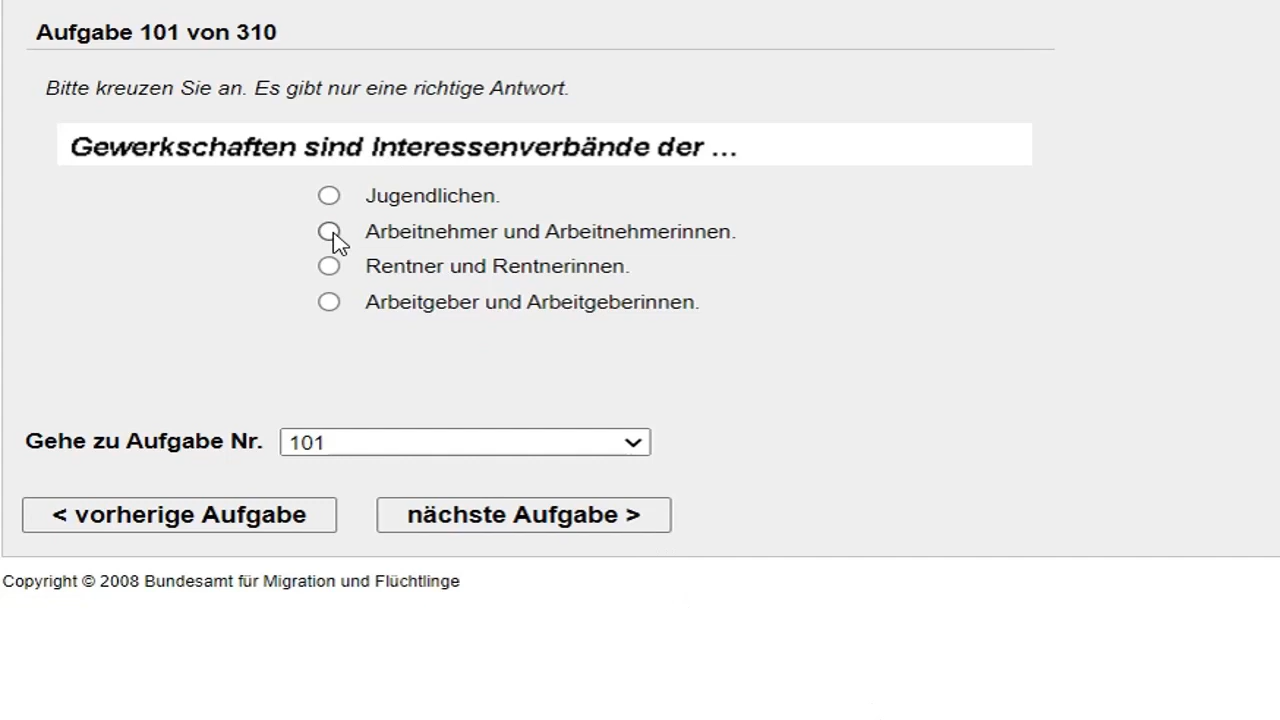 Aufgabe 101 von 310
Bitte kreuzen Sie an. Es gibt nur eine richtige Antwort.
Gewerkschaften sind Interessenverbände der ...
Jugendlichen.
Arbeitnehmer und Arbeitnehmerinnen.
Rentner und Rentnerinnen.
Arbeitgeber und Arbeitgeberinnen.
Gehe zu Aufgabe Nr. 101
< vorherige Aufgabe nächste Aufgabe >
Copyright © 2008 Bundesamt für Migration und Flüchtlinge